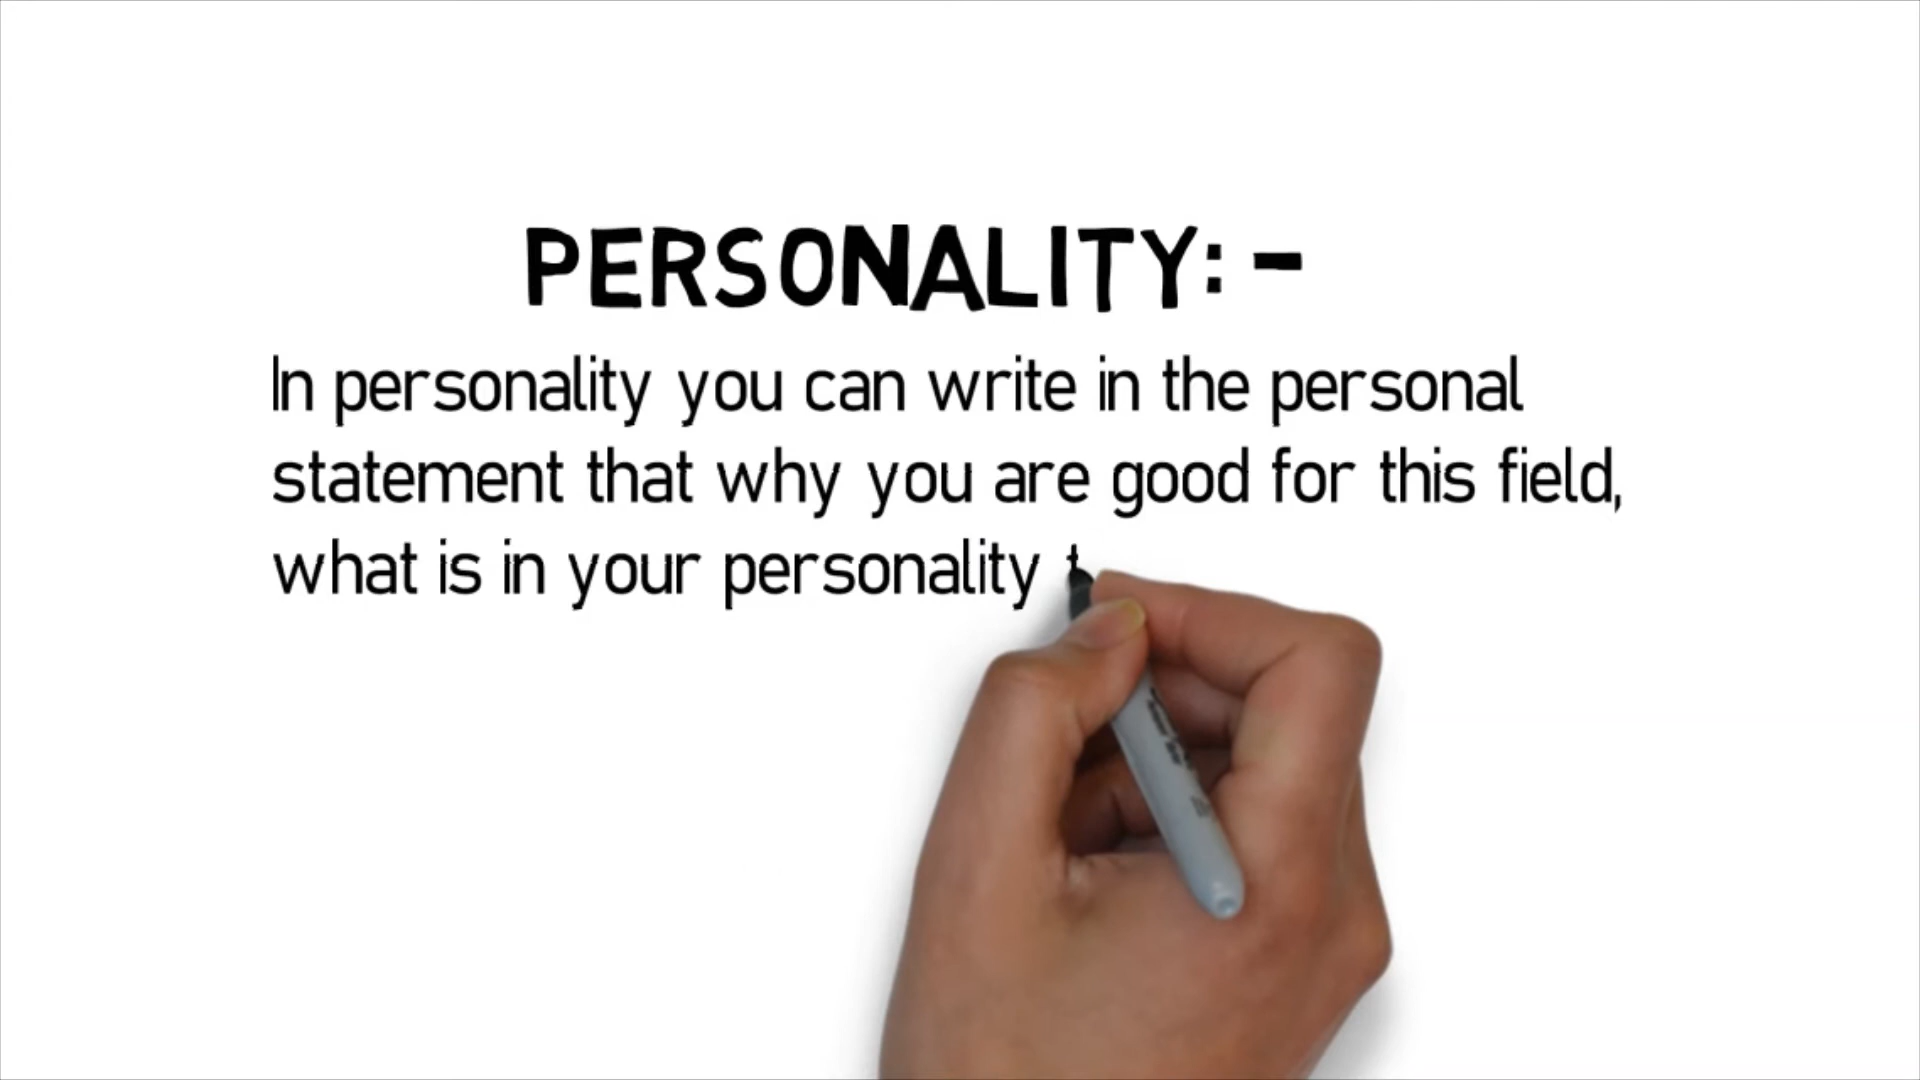 PERSONALITY: -
In personality you can write in the personal
statement that why you are good for this field,
what is in your personality t